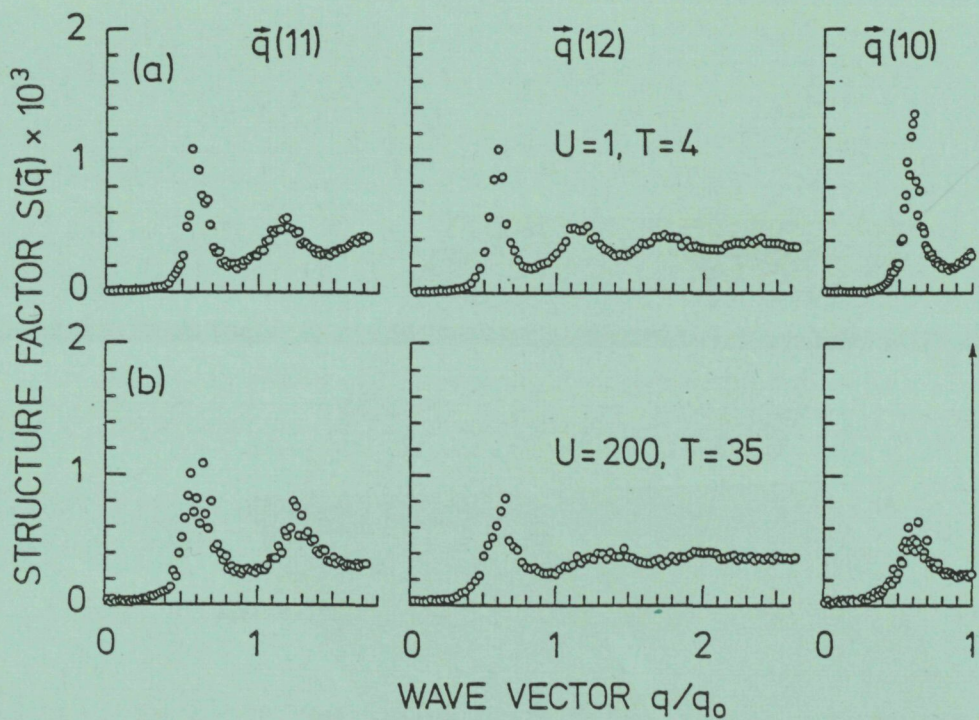 STRUCTURE FACTOR S(q⃗) × 10³
(a)
q⃗(11)
q⃗(12)
q⃗(10)
U=1, T=4
2
1
0
(b)
U=200, T=35
2
1
0
0 1
0 1 2
0 1
WAVE VECTOR q/q₀